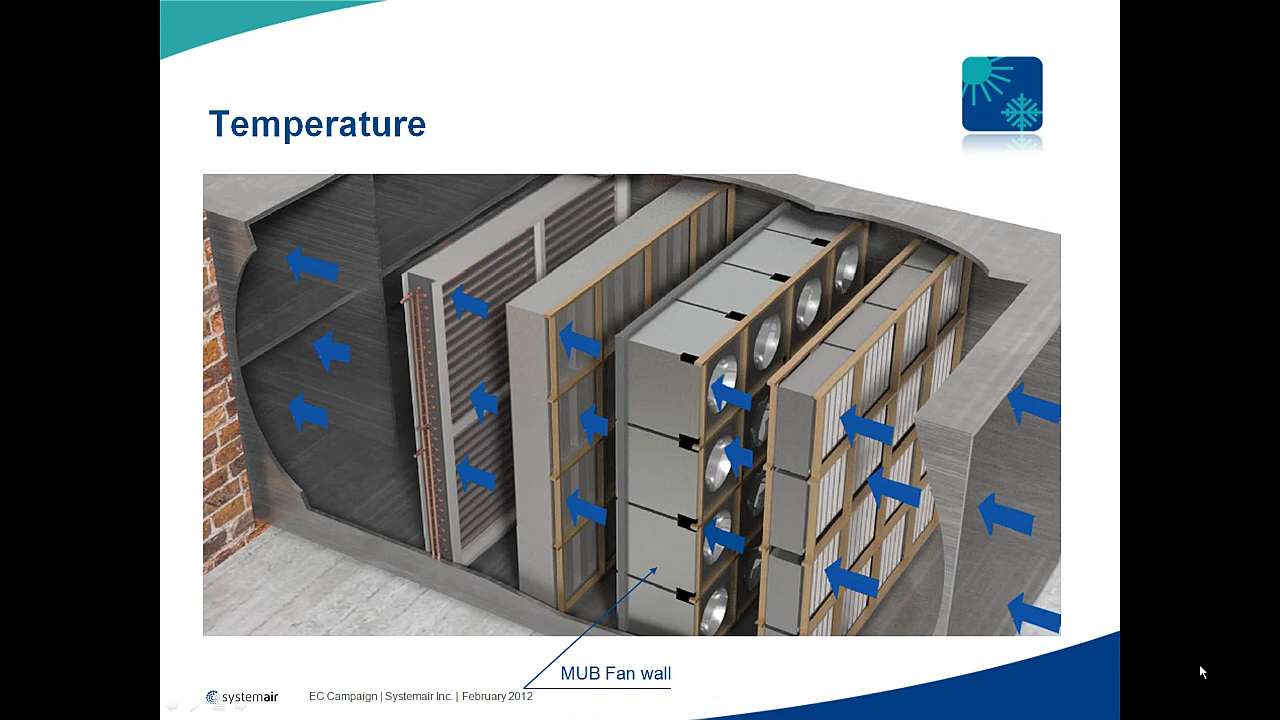 Temperature
MUB Fan wall
systemair
EC Campaign | Systemair Inc. | February 2012